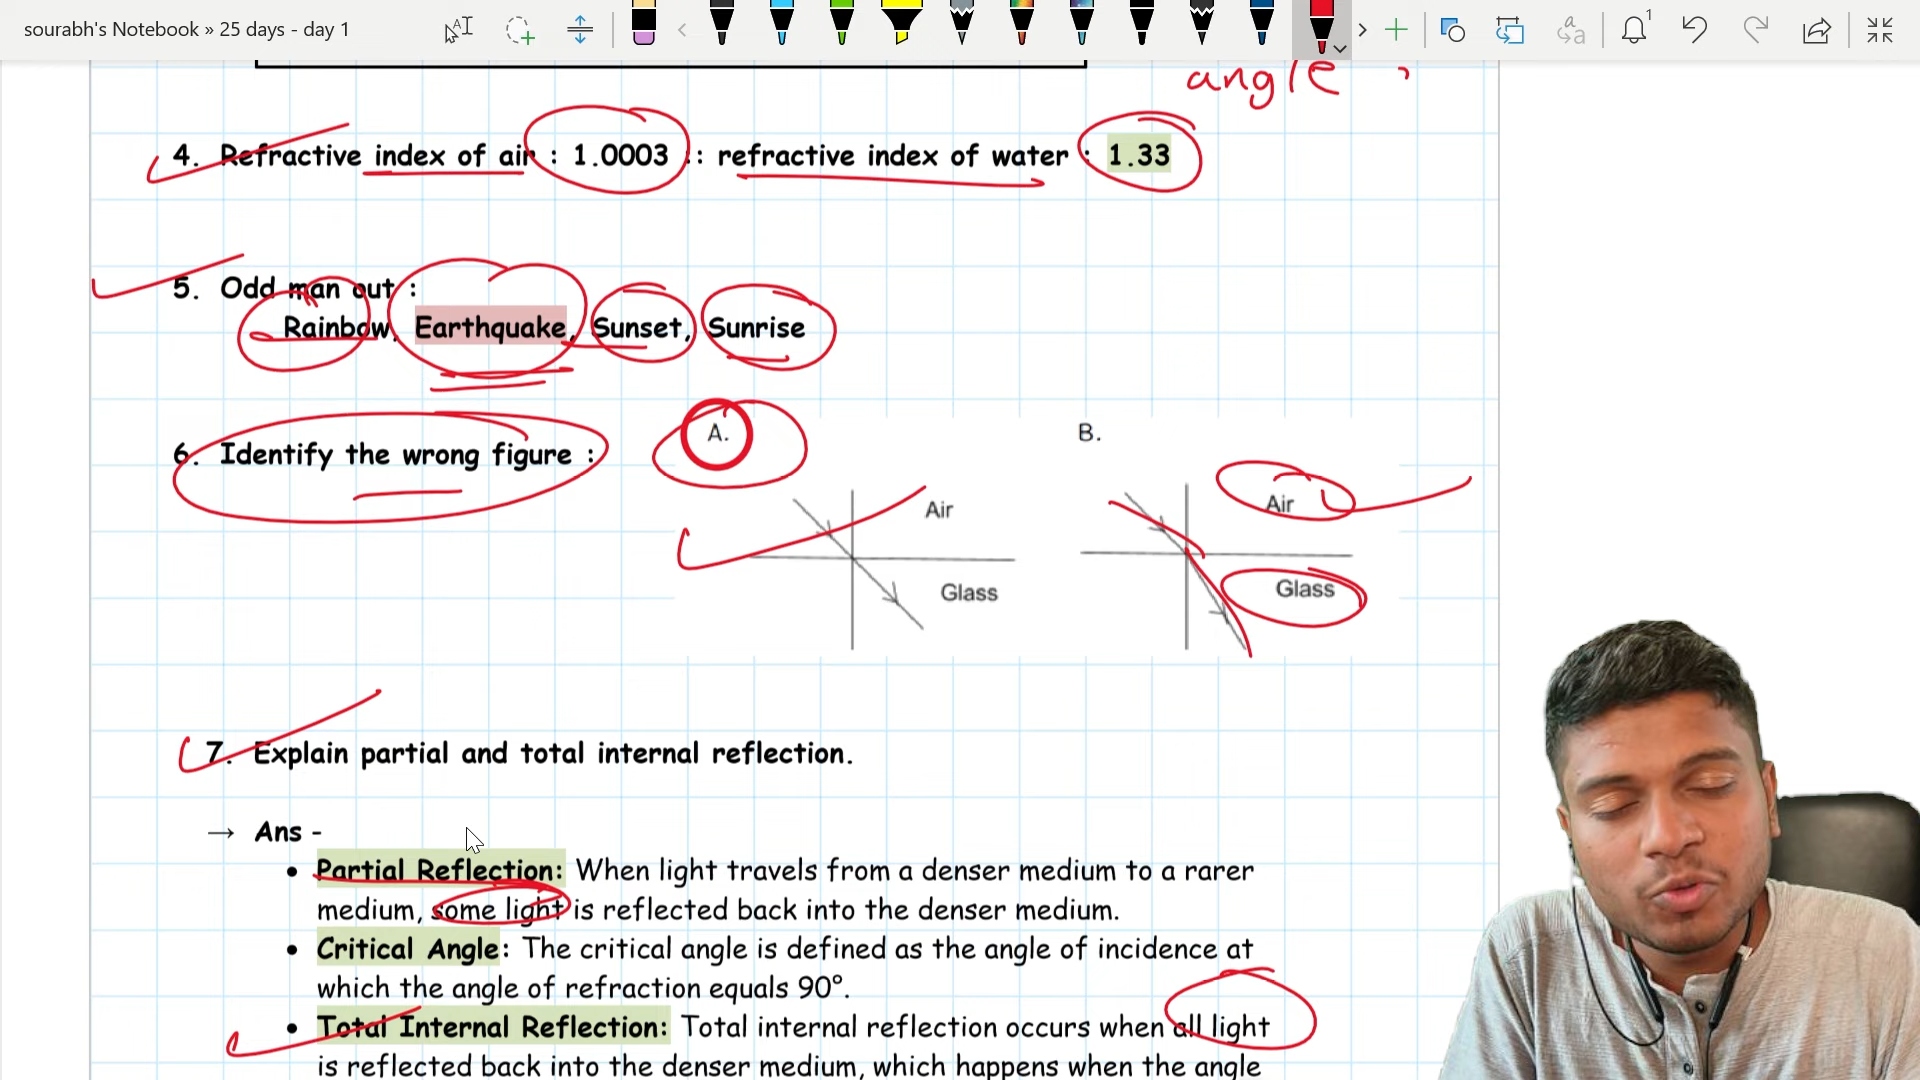 sourabh's Notebook » 25 days - day 1
1
angle
4. Refractive index of air : 1.0003 :: refractive index of water : 1.33
5. Odd man out :
Rainbow, Earthquake, Sunset, Sunrise
6. Identify the wrong figure :
A.
B.
Air
Air
Glass
Glass
7. Explain partial and total internal reflection.
→ Ans -
• Partial Reflection: When light travels from a denser medium to a rarer
medium, some light is reflected back into the denser medium.
• Critical Angle: The critical angle is defined as the angle of incidence at
which the angle of refraction equals 90°.
• Total Internal Reflection: Total internal reflection occurs when all light
is reflected back into the denser medium, which happens when the angle